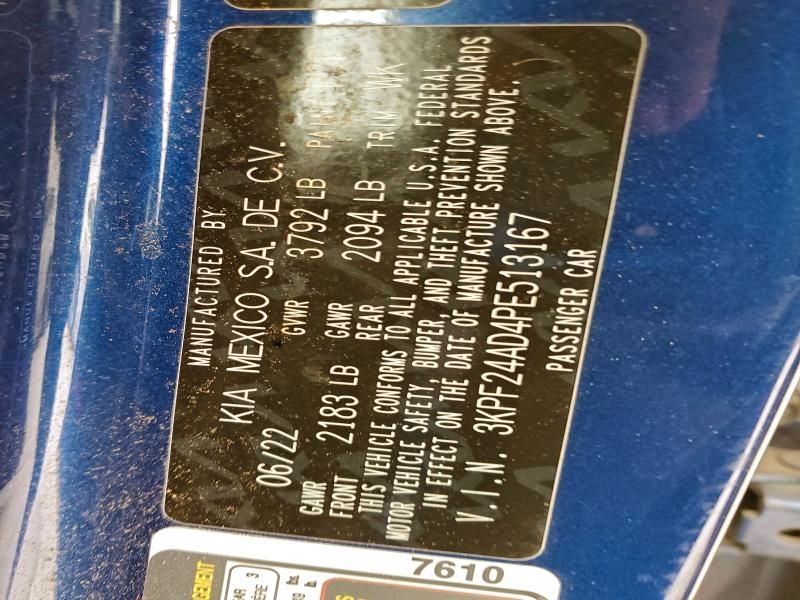 MANUFACTURED BY
KIA MEXICO S.A. DE C.V.
06/22 GVWR 3792 LB PAINT
GAWR FRONT 2183 LB GAWR REAR 2094 LB TRIM WK
THIS VEHICLE CONFORMS TO ALL APPLICABLE U.S.A. FEDERAL
MOTOR VEHICLE SAFETY, BUMPER, AND THEFT PREVENTION STANDARDS
IN EFFECT ON THE DATE OF MANUFACTURE SHOWN ABOVE.
V.I.N. 3KPF24AD4PE513167
PASSENGER CAR
7610